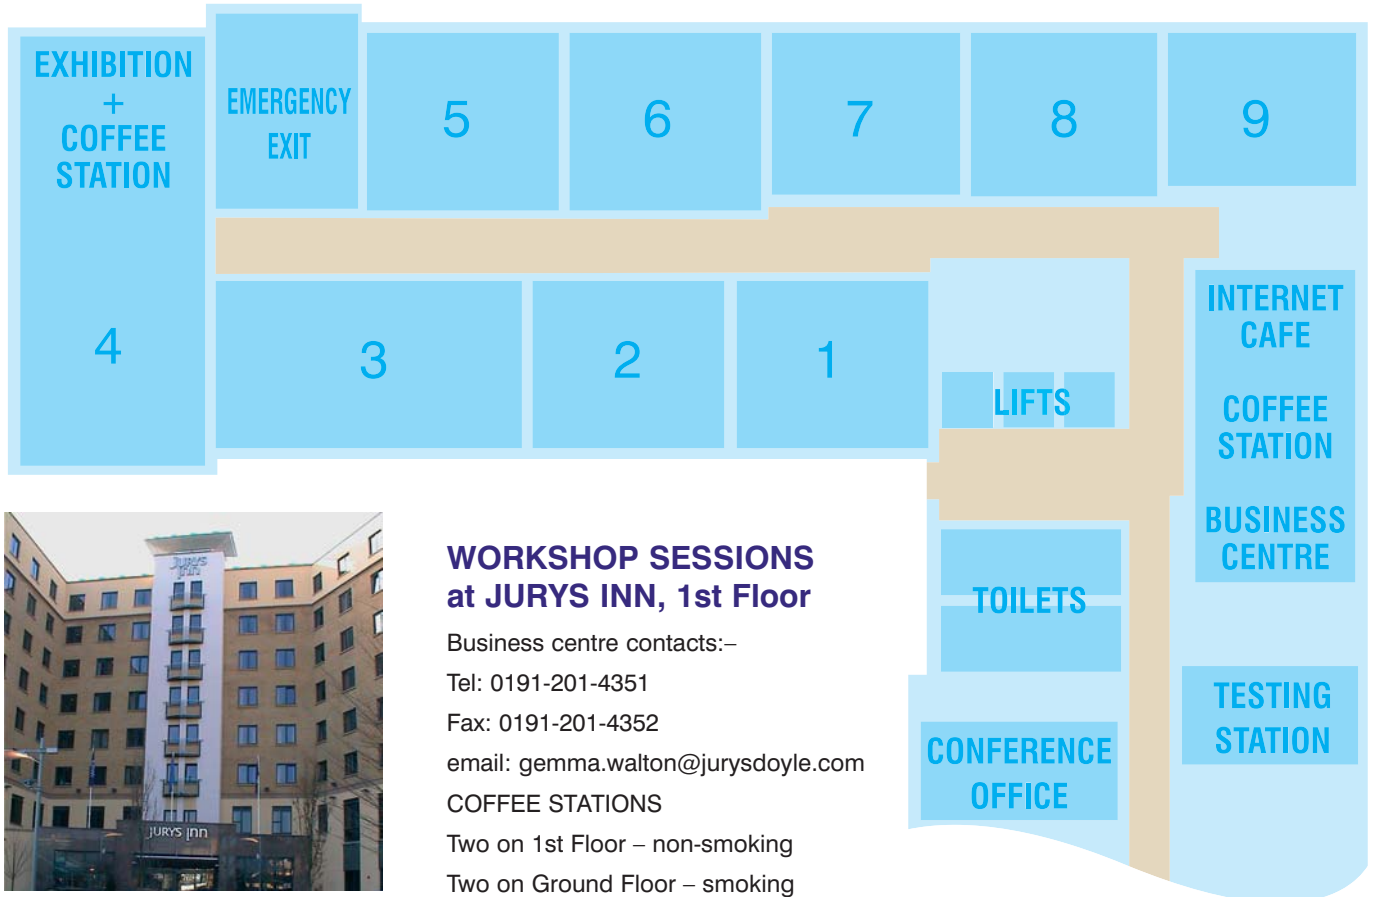 EXHIBITION
+
COFFEE
STATION
4
EMERGENCY
EXIT
5
6
7
8
9
3
2
1
LIFTS
INTERNET
CAFE
COFFEE
STATION
BUSINESS
CENTRE
TOILETS
TESTING
STATION
CONFERENCE
OFFICE
JURYS
Inn
JURYS Inn
WORKSHOP SESSIONS
at JURYS INN, 1st Floor
Business centre contacts:–
Tel: 0191-201-4351
Fax: 0191-201-4352
email: gemma.walton@jurysdoyle.com
COFFEE STATIONS
Two on 1st Floor – non-smoking
Two on Ground Floor – smoking